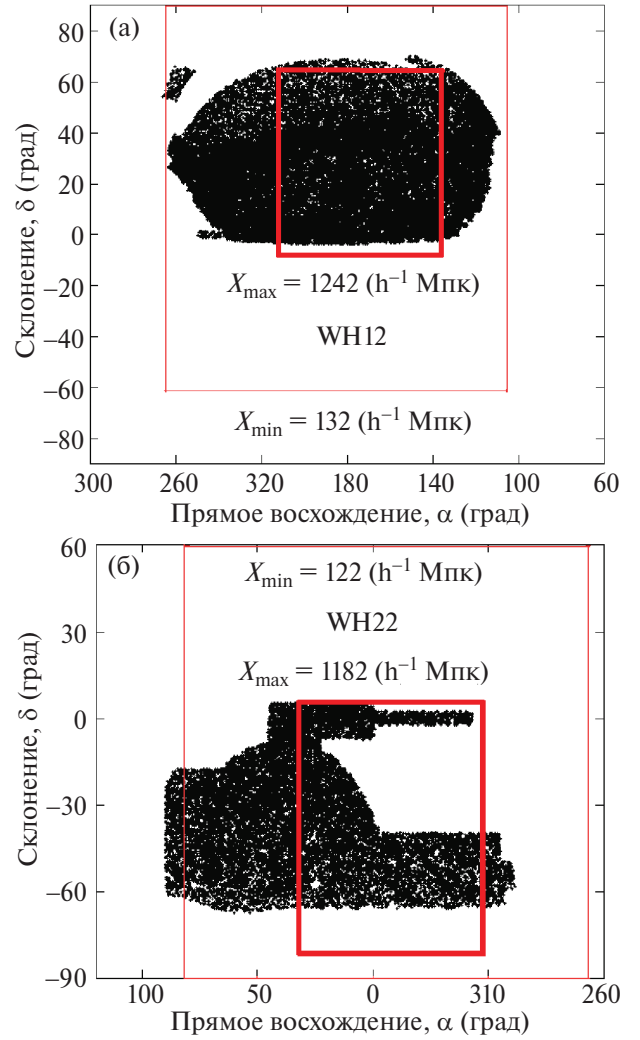 (а)
80
60
40
20
0
−20
−40
−60
−80
Склонение, δ (град)
X_max = 1242 (h⁻¹ Мпк)
WH12
X_min = 132 (h⁻¹ Мпк)
300 260 320 180 140 100 60
Прямое восхождение, α (град)
(б)
60
30
0
−30
−60
−90
Склонение, δ (град)
X_min = 122 (h⁻¹ Мпк)
WH22
X_max = 1182 (h⁻¹ Мпк)
100 50 0 310 260
Прямое восхождение, α (град)